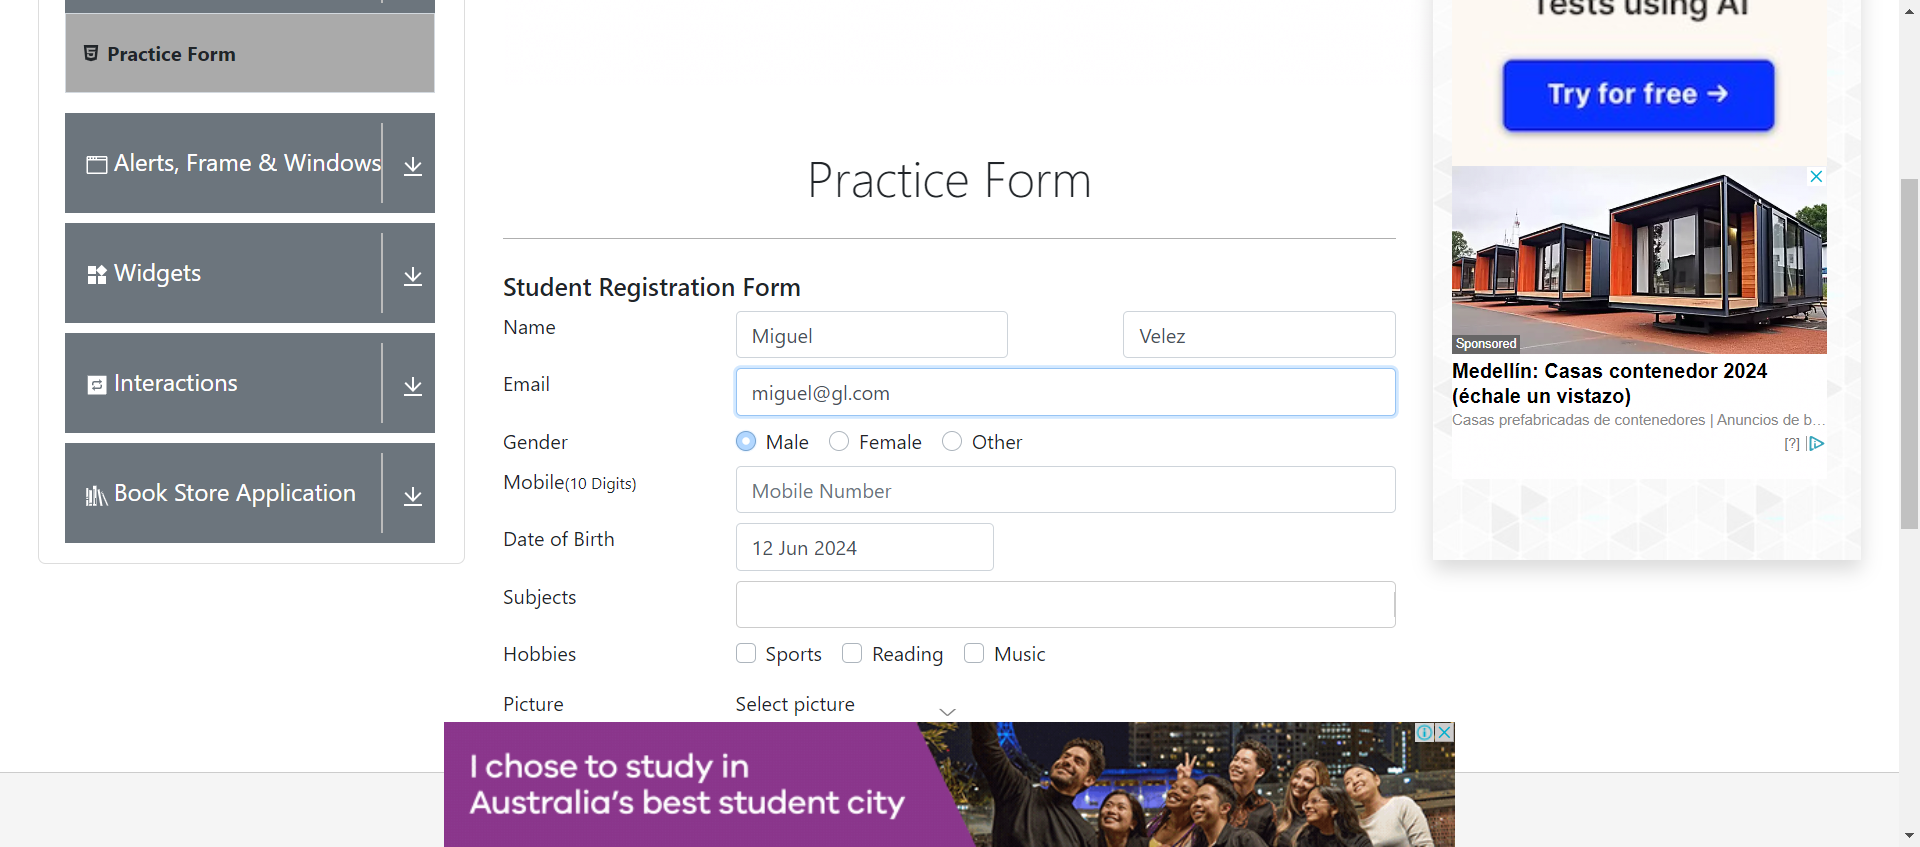 Practice Form
Alerts, Frame & Windows
Widgets
Interactions
Book Store Application
Practice Form
Student Registration Form
Name
Miguel
Velez
Email
miguel@gl.com
Gender
Male
Female
Other
Mobile(10 Digits)
Mobile Number
Date of Birth
12 Jun 2024
Subjects
Hobbies
Sports
Reading
Music
Picture
Select picture
Tests using AI
Try for free →
Sponsored
Medellín: Casas contenedor 2024
(échale un vistazo)
Casas prefabricadas de contenedores | Anuncios de b...
[?]
I chose to study in
Australia's best student city